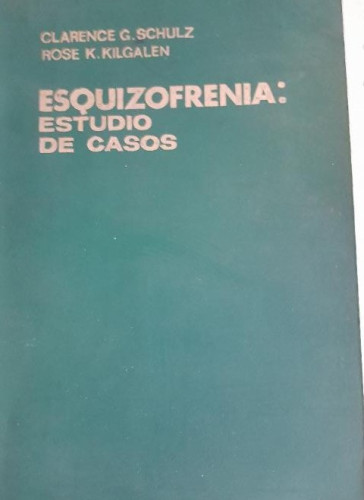 CLARENCE G. SCHULZ
ROSE K. KILGALEN
ESQUIZOFRENIA:
ESTUDIO
DE CASOS